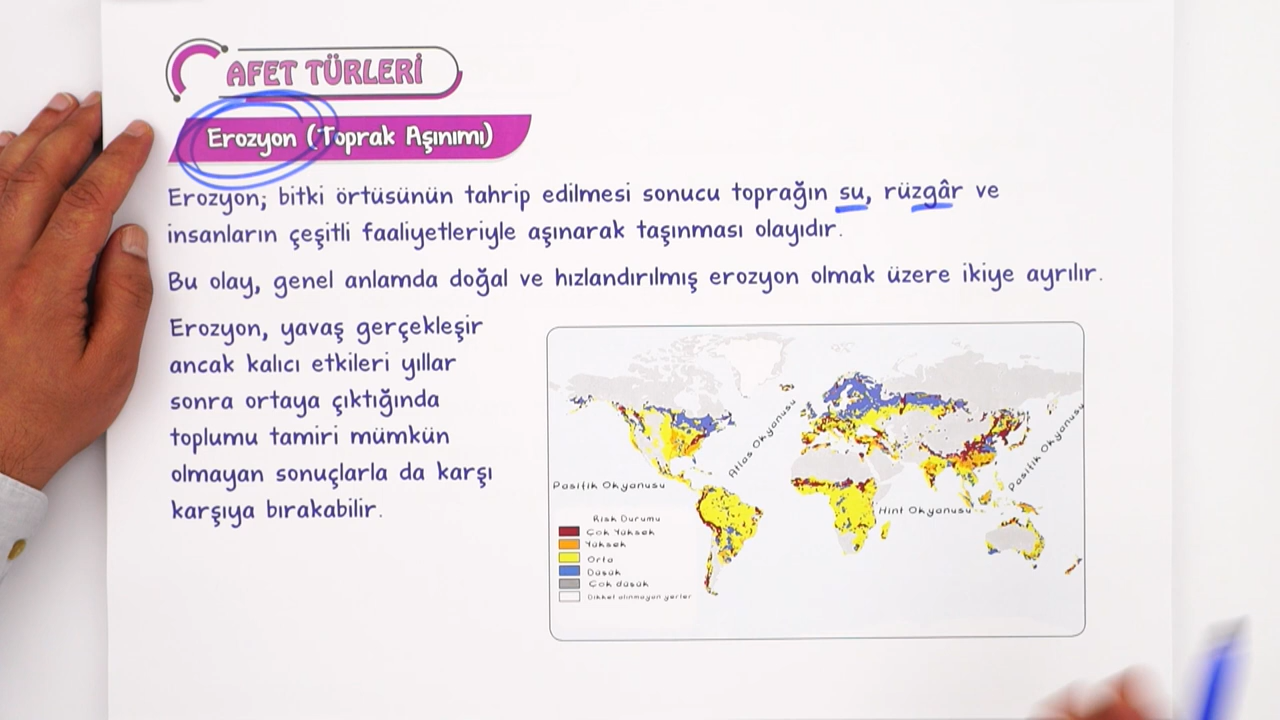 AFET TÜRLERİ
Erozyon (Toprak Aşınımı)
Erozyon; bitki örtüsünün tahrip edilmesi sonucu toprağın su, rüzgâr ve
insanların çeşitli faaliyetleriyle aşınarak taşınması olayıdır.
Bu olay, genel anlamda doğal ve hızlandırılmış erozyon olmak üzere ikiye ayrılır.
Erozyon, yavaş gerçekleşir
ancak kalıcı etkileri yıllar
sonra ortaya çıktığında
toplumu tamiri mümkün
olmayan sonuçlarla da karşı
karşıya bırakabilir.
Atlas Okyanusu
Pasifik Okyanusu
Pasifik Okyanusu
Hint Okyanusu
Risk Durumu
Çok Yüksek
Yüksek
Orta
Düşük
Çok düşük
Dikkat alınmayan yerler